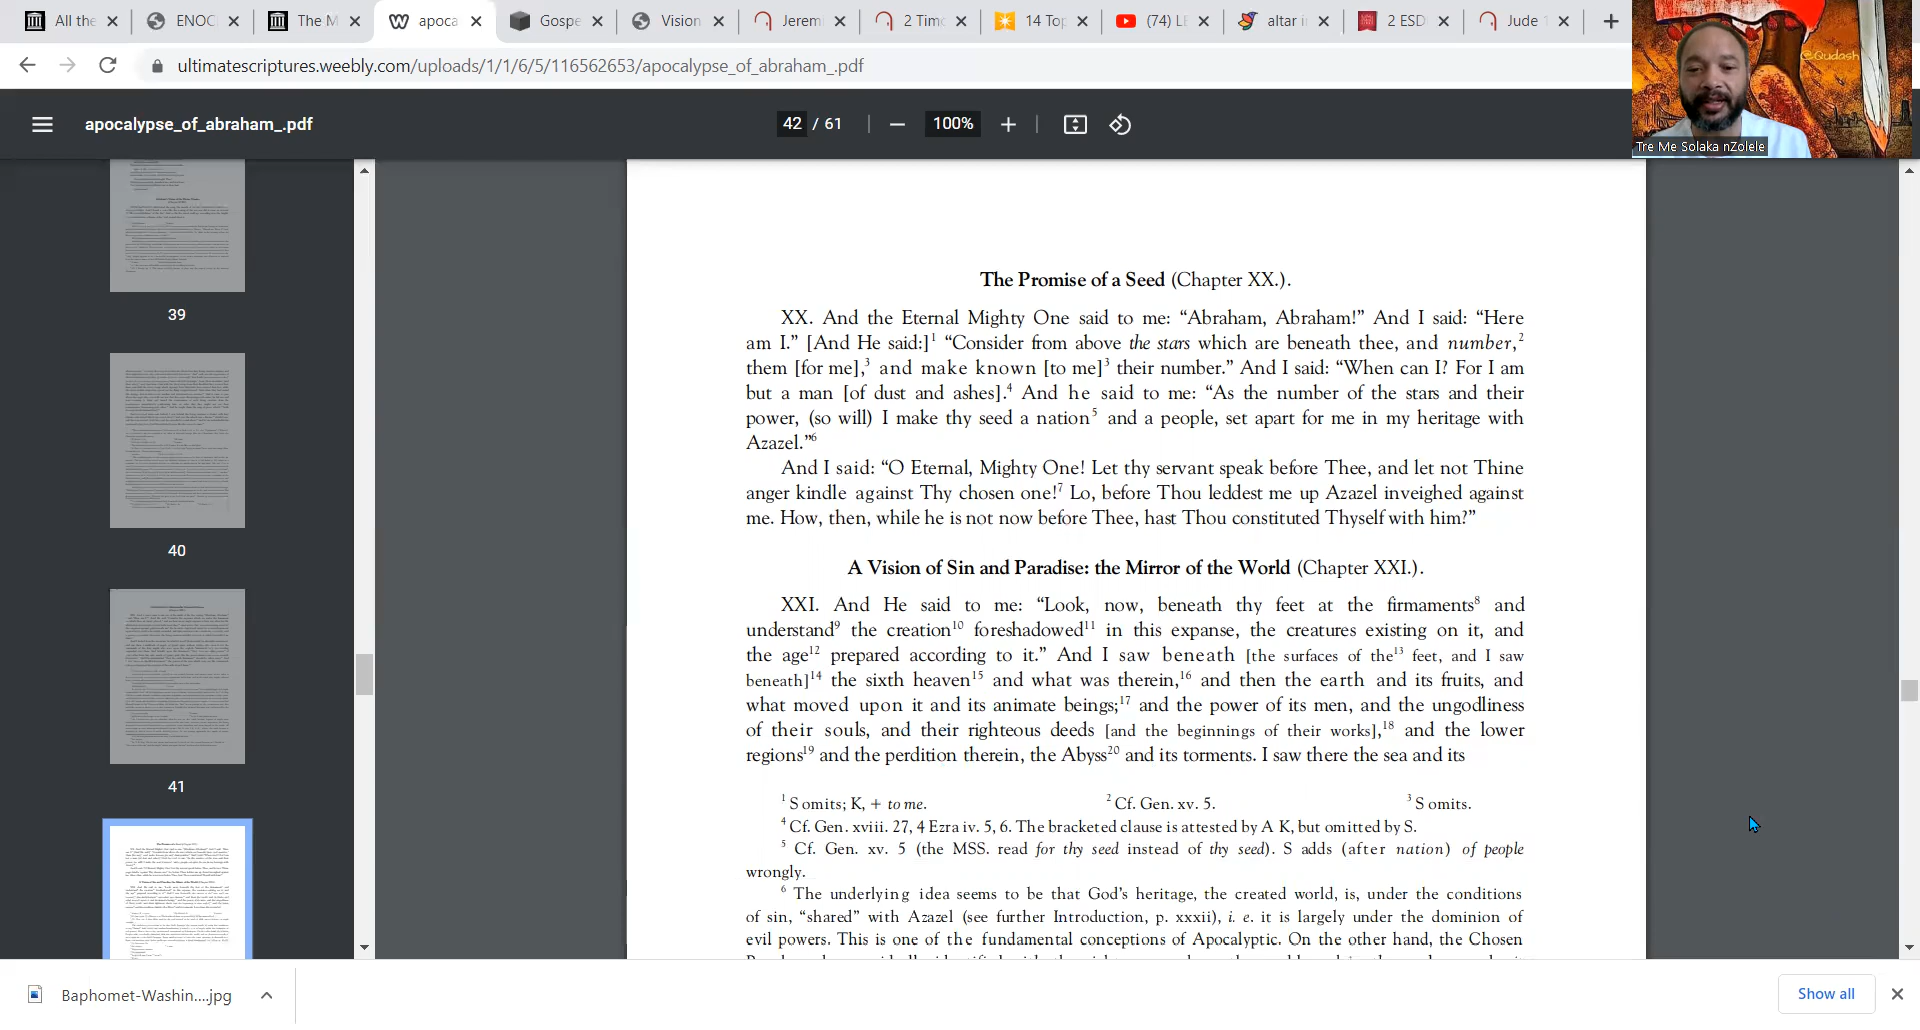 All the
ENOC
The M
apoca
Gospe
Vision
Jerem
2 Timo
14 Top
(74) LE
altar i
2 ESD
Jude 1
ultimatescriptures.weebly.com/uploads/1/1/6/5/116562653/apocalypse_of_abraham_.pdf
@Qudash
Tre Me Solaka nZolele
apocalypse_of_abraham_.pdf
42 / 61
100%
39
40
41
The Promise of a Seed (Chapter XX.).
XX. And the Eternal Mighty One said to me: “Abraham, Abraham!” And I said: “Here
am I.” [And He said:]1 “Consider from above the stars which are beneath thee, and number,2
them [for me],3 and make known [to me]3 their number.” And I said: “When can I? For I am
but a man [of dust and ashes].4 And he said to me: “As the number of the stars and their
power, (so will) I make thy seed a nation5 and a people, set apart for me in my heritage with
Azazel.”6
And I said: “O Eternal, Mighty One! Let thy servant speak before Thee, and let not Thine
anger kindle against Thy chosen one!7 Lo, before Thou leddest me up Azazel inveighed against
me. How, then, while he is not now before Thee, hast Thou constituted Thyself with him?”
A Vision of Sin and Paradise: the Mirror of the World (Chapter XXI.).
XXI. And He said to me: “Look, now, beneath thy feet at the firmaments8 and
understand9 the creation10 foreshadowed11 in this expanse, the creatures existing on it, and
the age12 prepared according to it.” And I saw beneath [the surfaces of the13 feet, and I saw
beneath]14 the sixth heaven15 and what was therein,16 and then the earth and its fruits, and
what moved upon it and its animate beings;17 and the power of its men, and the ungodliness
of their souls, and their righteous deeds [and the beginnings of their works],18 and the lower
regions19 and the perdition therein, the Abyss20 and its torments. I saw there the sea and its
1 S omits; K, + to me. 2 Cf. Gen. xv. 5. 3 S omits.
4 Cf. Gen. xviii. 27, 4 Ezra iv. 5, 6. The bracketed clause is attested by A K, but omitted by S.
5 Cf. Gen. xv. 5 (the MSS. read for thy seed instead of thy seed). S adds (after nation) of people
wrongly.
6 The underlying idea seems to be that God's heritage, the created world, is, under the conditions
of sin, “shared” with Azazel (see further Introduction, p. xxxii), i. e. it is largely under the dominion of
evil powers. This is one of the fundamental conceptions of Apocalyptic. On the other hand, the Chosen
Baphomet-Washin....jpg
Show all